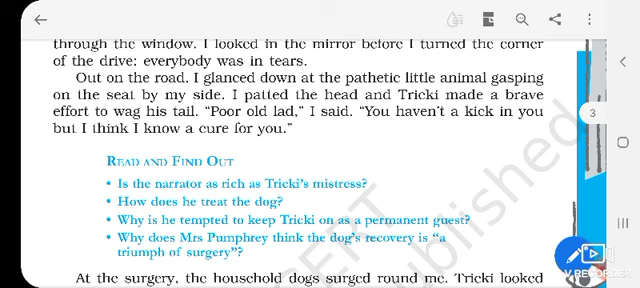 through the window. I looked in the mirror before I turned the corner
of the drive: everybody was in tears.
Out on the road. I glanced down at the pathetic little animal gasping
on the seat by my side. I patted the head and Tricki made a brave
effort to wag his tail. “Poor old lad,” I said. “You haven’t a kick in you
but I think I know a cure for you.”
READ AND FIND OUT
• Is the narrator as rich as Tricki’s mistress?
• How does he treat the dog?
• Why is he tempted to keep Tricki on as a permanent guest?
• Why does Mrs Pumphrey think the dog’s recovery is “a
triumph of surgery”?
At the surgery, the household dogs surged round me. Tricki looked
3
V RECORDER